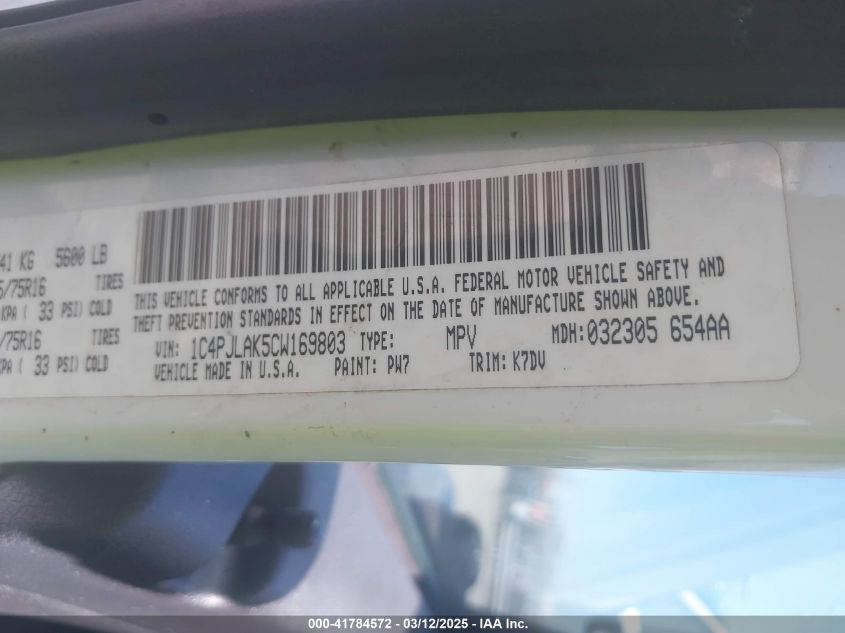 41 KG 5600 LB
/75R16 TIRES
KPA ( 33 PSI) COLD
/75R16 TIRES
KPA ( 33 PSI) COLD
THIS VEHICLE CONFORMS TO ALL APPLICABLE U.S.A. FEDERAL MOTOR VEHICLE SAFETY AND
THEFT PREVENTION STANDARDS IN EFFECT ON THE DATE OF MANUFACTURE SHOWN ABOVE.
VIN: 1C4PJLAK5CW169803 TYPE: MPV MDH:032305 654AA
VEHICLE MADE IN U.S.A. PAINT: PW7 TRIM: K7DV
000-41784572 - 03/12/2025 - IAA Inc.